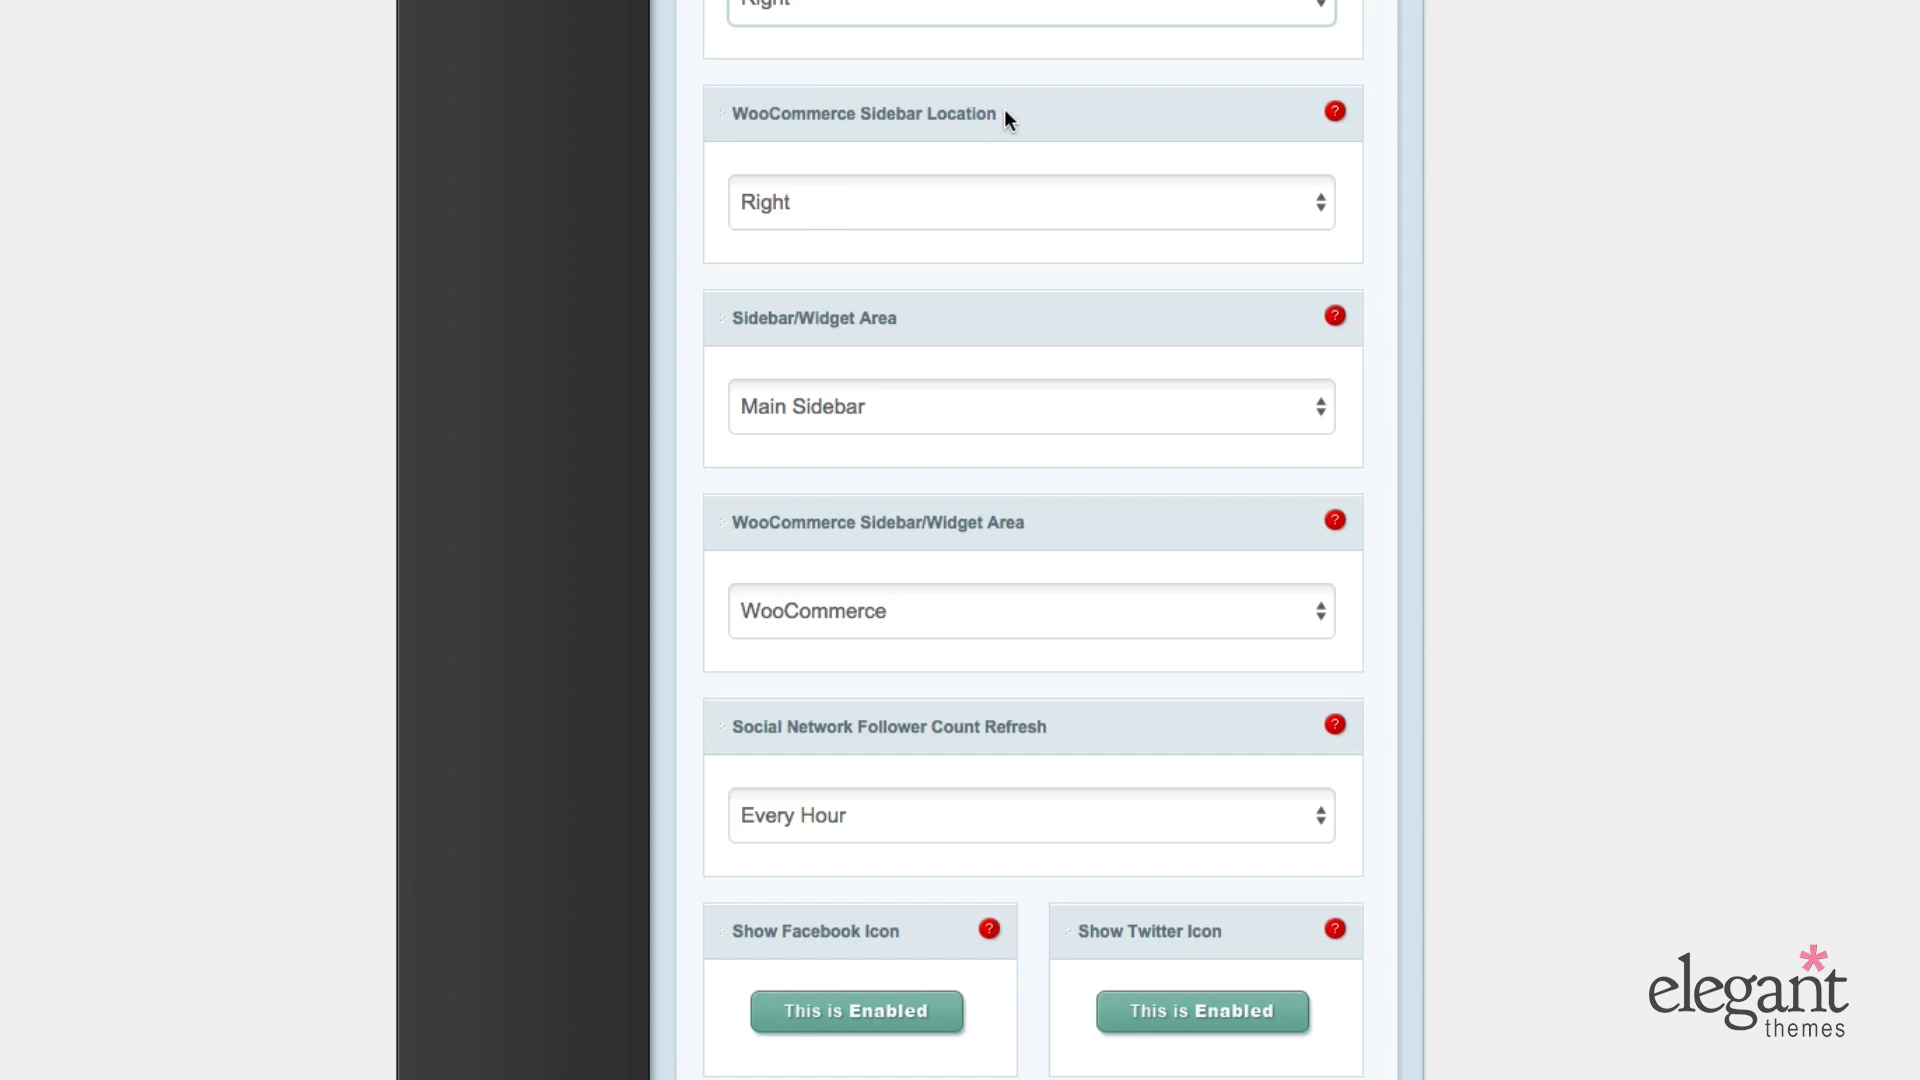 Right
WooCommerce Sidebar Location
?
Right
Sidebar/Widget Area
?
Main Sidebar
WooCommerce Sidebar/Widget Area
?
WooCommerce
Social Network Follower Count Refresh
?
Every Hour
Show Facebook Icon
?
Show Twitter Icon
?
This is Enabled
This is Enabled
elegant
themes